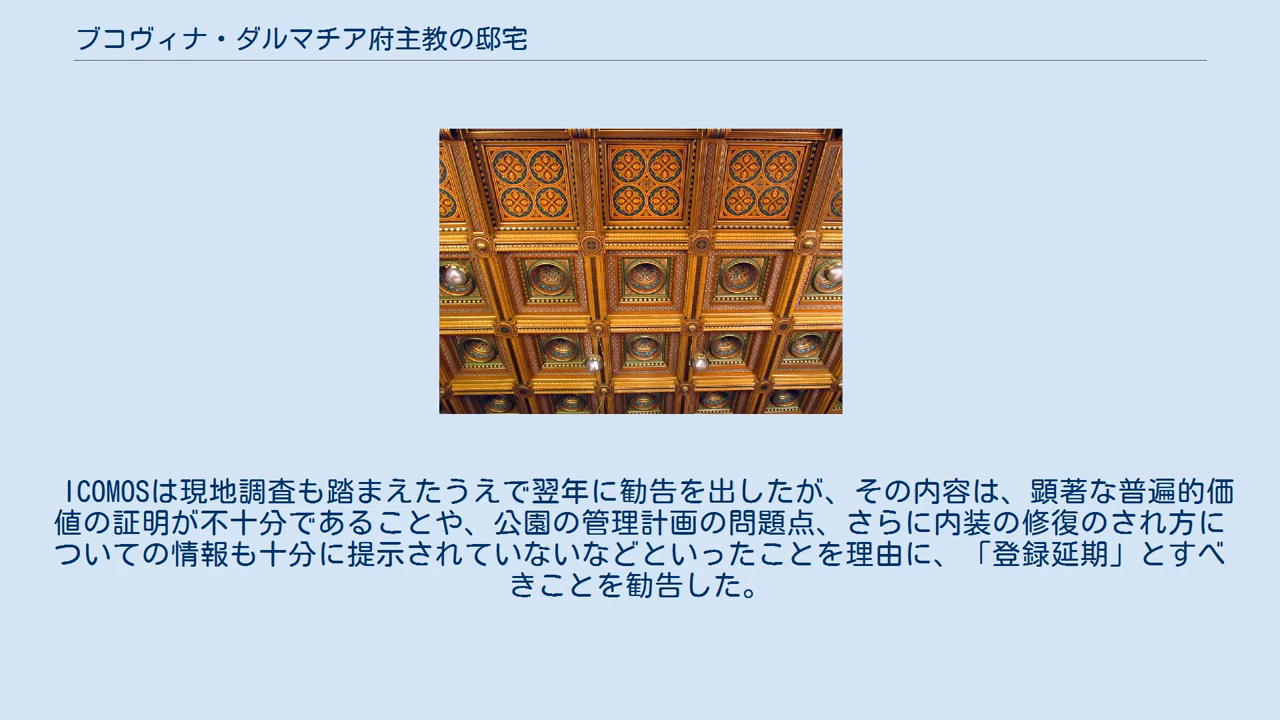 ブコヴィナ・ダルマチア府主教の邸宅
ICOMOSは現地調査も踏まえたうえで翌年に勧告を出したが、その内容は、顕著な普遍的価
値の証明が不十分であることや、公園の管理計画の問題点、さらに内装の修復のされ方に
ついての情報も十分に提示されていないなどといったことを理由に、「登録延期」とすべ
きことを勧告した。